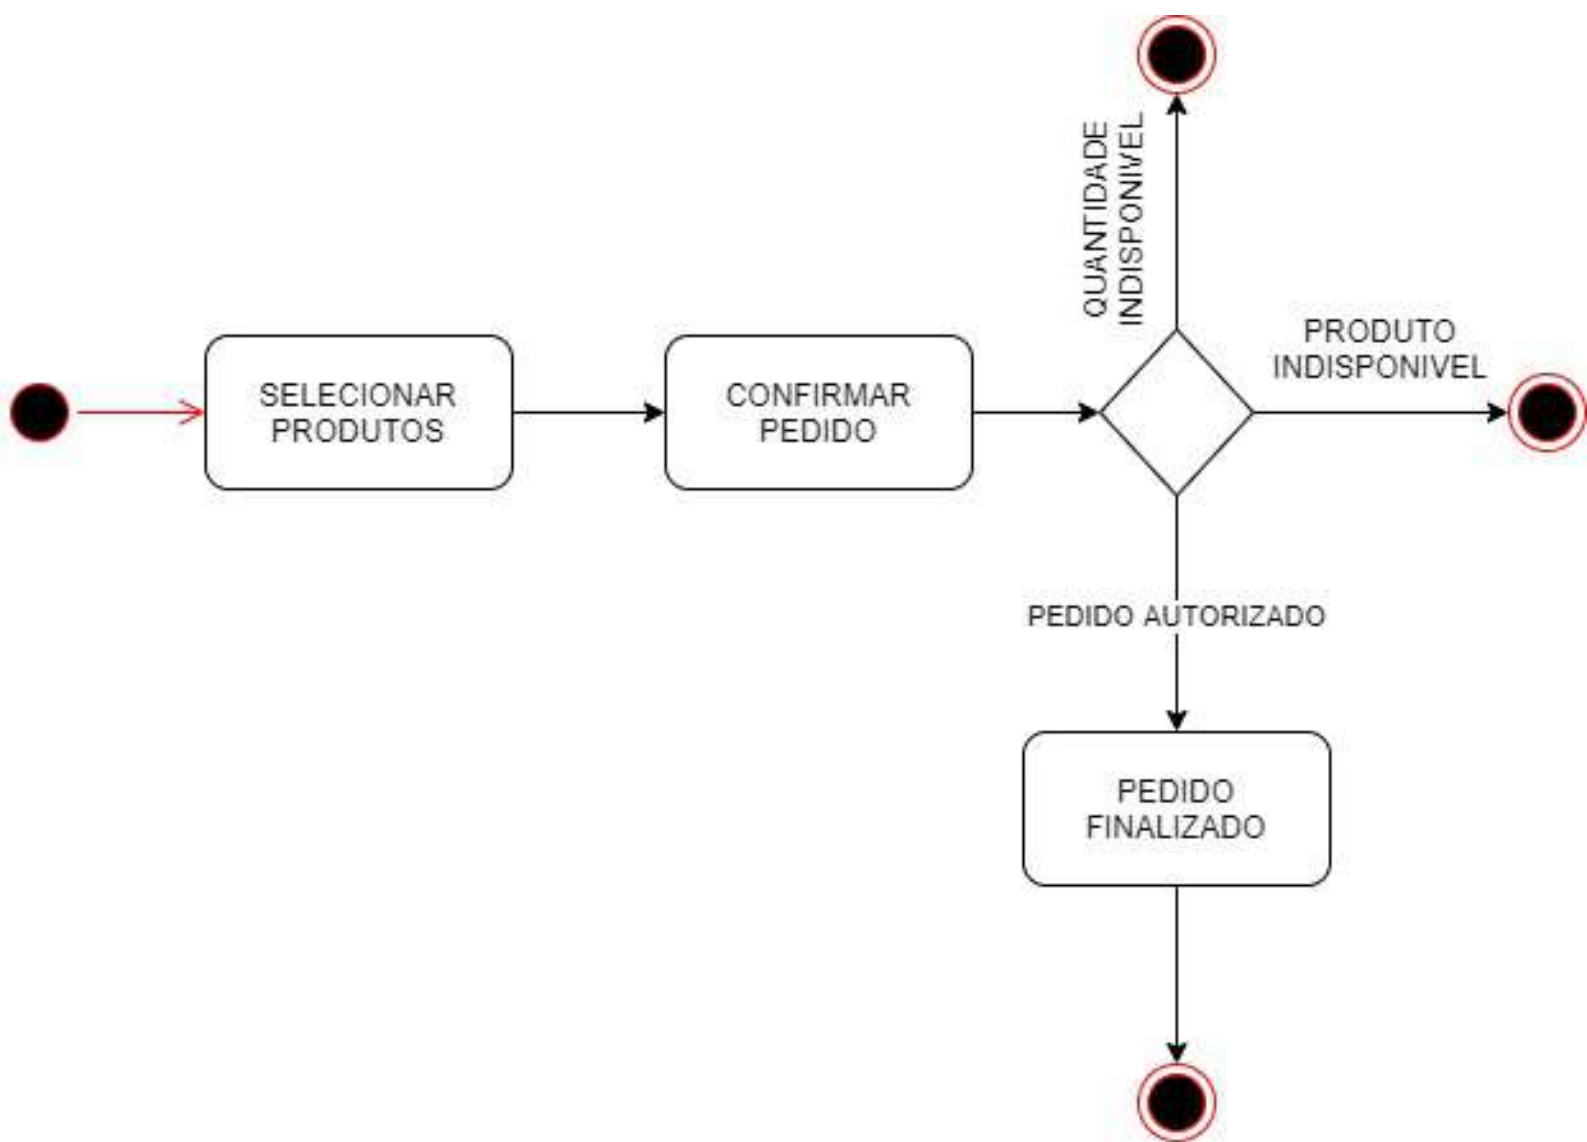 SELECIONAR
PRODUTOS
CONFIRMAR
PEDIDO
QUANTIDADE
INDISPONIVEL
PRODUTO
INDISPONIVEL
PEDIDO AUTORIZADO
PEDIDO
FINALIZADO